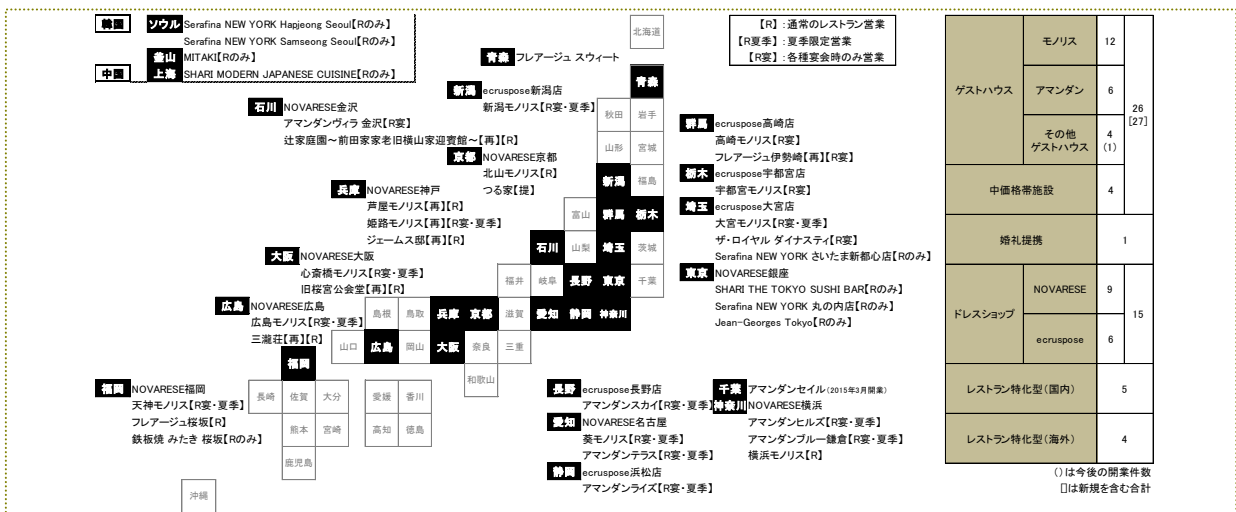 韓国 ソウル Serafina NEW YORK Hapjeong Seoul【Rのみ】
Serafina NEW YORK Samseong Seoul【Rのみ】
釜山 MITAKI【Rのみ】
中国 上海 SHARI MODERN JAPANESE CUISINE【Rのみ】
【R】:通常のレストラン営業
【R夏季】:夏季限定営業
【R宴】:各種宴会時のみ営業
青森 フレアージュ スウィート
新潟 ecruspose新潟店
新潟モノリス【R宴・夏季】
石川 NOVARESE金沢
アマンダンヴィラ 金沢【R宴】
辻家庭園～前田家家老旧横山家迎賓館～【再】【R】
京都 NOVARESE京都
北山モノリス【R】
つる家【提】
兵庫 NOVARESE神戸
芦屋モノリス【再】【R】
姫路モノリス【再】【R宴・夏季】
ジェームス邸【再】【R】
大阪 NOVARESE大阪
心斎橋モノリス【R宴・夏季】
旧桜宮公会堂【再】【R】
広島 NOVARESE広島
広島モノリス【R宴・夏季】
三瀧荘【再】【R】
福岡 NOVARESE福岡
天神モノリス【R宴・夏季】
フレアージュ桜坂【R】
鉄板焼 みたき 桜坂【Rのみ】
群馬 ecruspose高崎店
高崎モノリス【R宴】
フレアージュ伊勢崎【再】【R宴】
栃木 ecruspose宇都宮店
宇都宮モノリス【R宴】
埼玉 ecruspose大宮店
大宮モノリス【R宴・夏季】
ザ・ロイヤル ダイナスティ【R宴】
Serafina NEW YORK さいたま新都心店【Rのみ】
東京 NOVARESE銀座
SHARI THE TOKYO SUSHI BAR【Rのみ】
Serafina NEW YORK 丸の内店【Rのみ】
Jean-Georges Tokyo【Rのみ】
長野 ecruspose長野店
アマンダンスカイ【R宴・夏季】
愛知 NOVARESE名古屋
葵モノリス【R宴・夏季】
アマンダンテラス【R宴・夏季】
静岡 ecruspose浜松店
アマンダンライズ【R宴・夏季】
千葉 アマンダンセイル(2015年3月開業)
神奈川 NOVARESE横浜
アマンダンヒルズ【R宴・夏季】
アマンダンブルー鎌倉【R宴・夏季】
横浜モノリス【R】
北海道
青森
秋田 岩手
山形 宮城
新潟 福島
富山 群馬 栃木
石川 山梨 埼玉 茨城
福井 岐阜 長野 東京 千葉
島根 鳥取 兵庫 京都 滋賀 愛知 静岡 神奈川
山口 広島 岡山 大阪 奈良 三重
福岡 和歌山
長崎 佐賀 大分 愛媛 香川
熊本 宮崎 高知 徳島
鹿児島
沖縄
ゲストハウス モノリス 12 26
[27]
アマンダン 6
その他
ゲストハウス 4
(1)
中価格帯施設 4
婚礼提携 1
ドレスショップ NOVARESE 9 15
ecruspose 6
レストラン特化型(国内) 5
レストラン特化型(海外) 4
()は今後の開業件数
[]は新規を含む合計